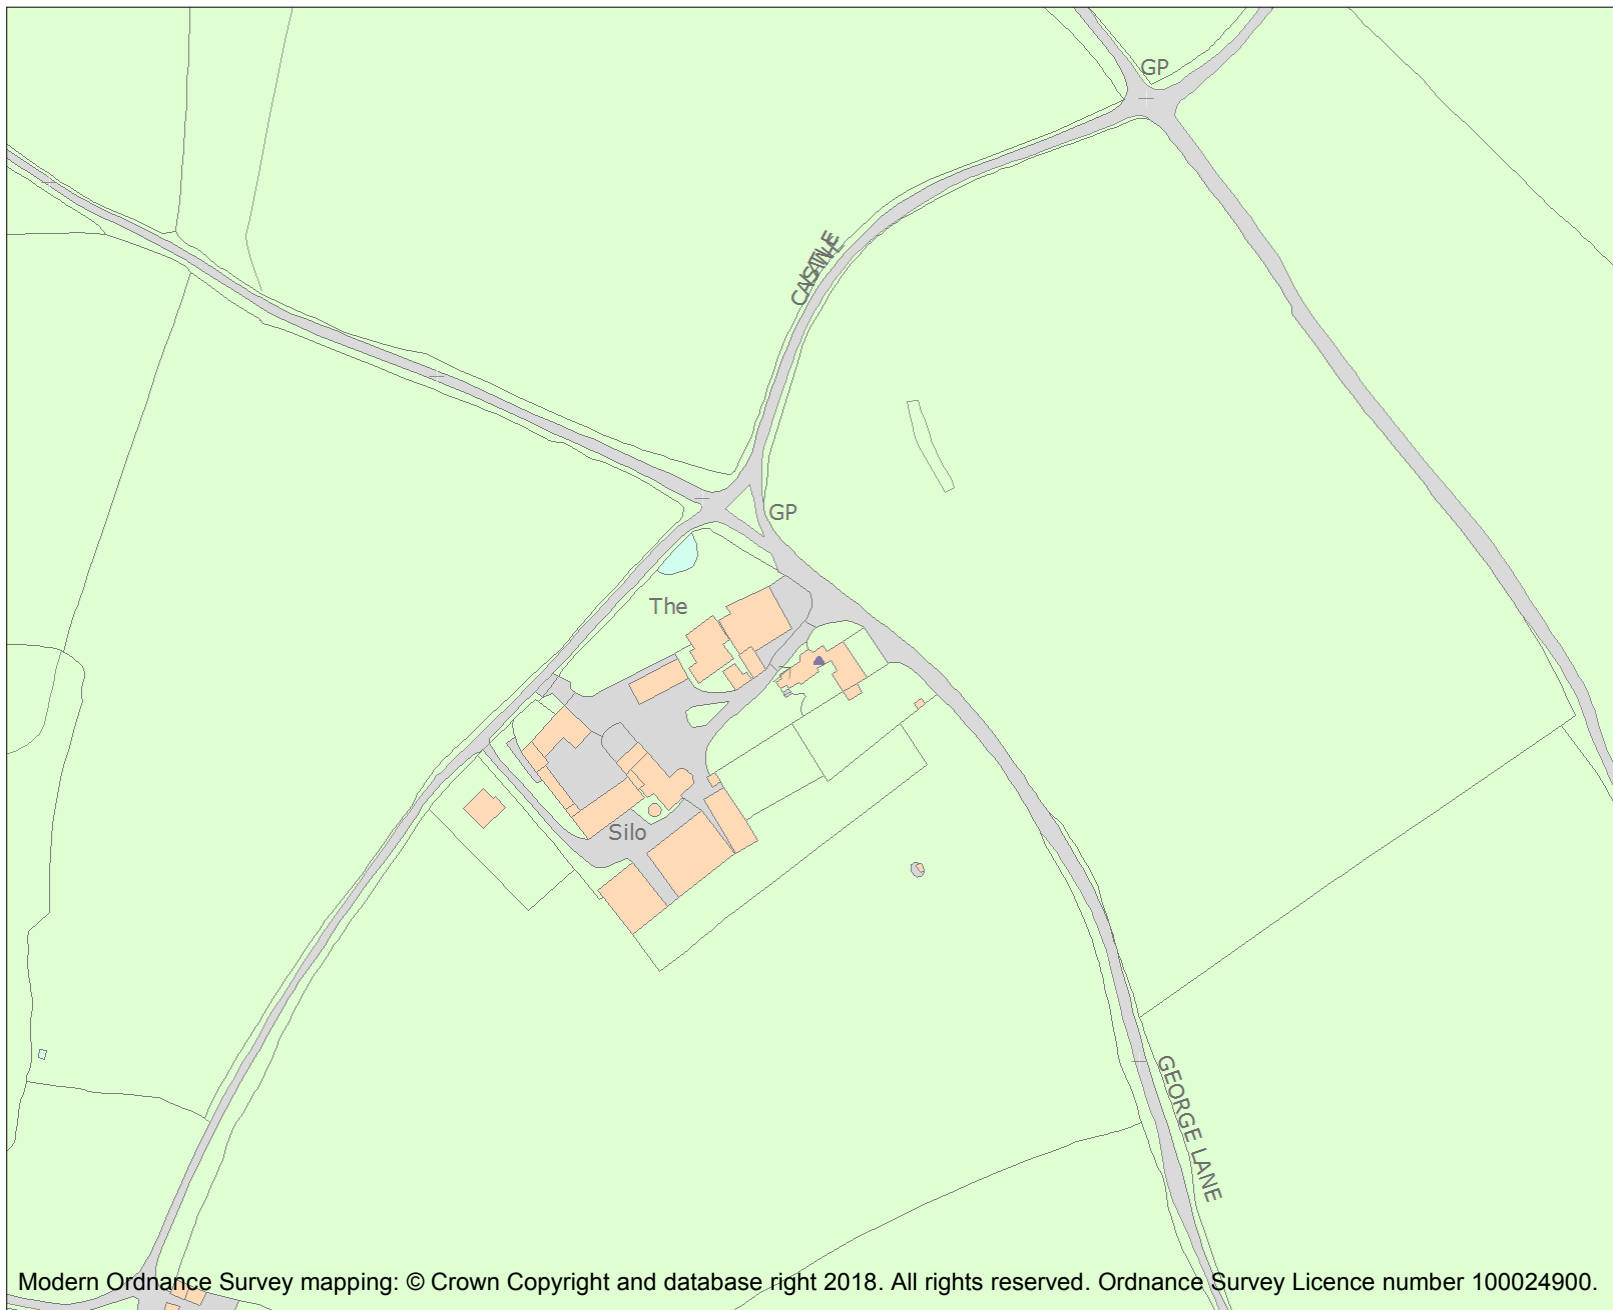 GP
GP
The
Silo
GEORGE LANE
Modern Ordnance Survey mapping: © Crown Copyright and database right 2018. All rights reserved. Ordnance Survey Licence number 100024900.